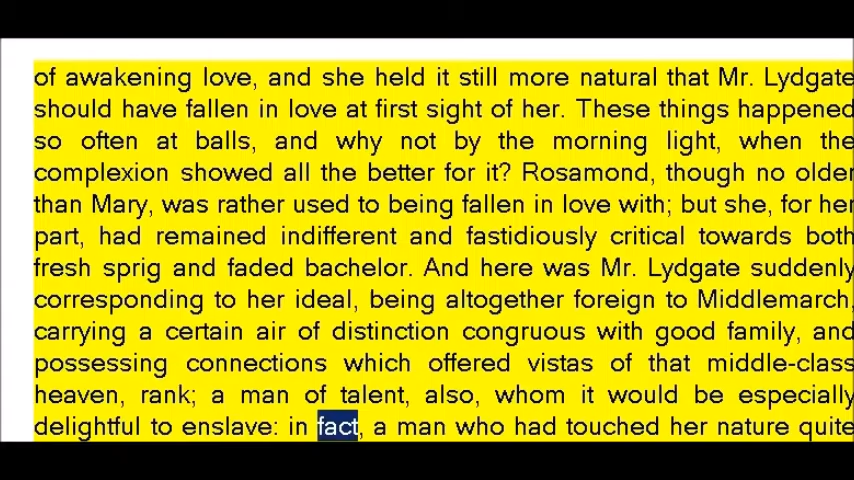 of awakening love, and she held it still more natural that Mr. Lydgate
should have fallen in love at first sight of her. These things happened
so often at balls, and why not by the morning light, when the
complexion showed all the better for it? Rosamond, though no older
than Mary, was rather used to being fallen in love with; but she, for her
part, had remained indifferent and fastidiously critical towards both
fresh sprig and faded bachelor. And here was Mr. Lydgate suddenly
corresponding to her ideal, being altogether foreign to Middlemarch,
carrying a certain air of distinction congruous with good family, and
possessing connections which offered vistas of that middle-class
heaven, rank; a man of talent, also, whom it would be especially
delightful to enslave: in fact, a man who had touched her nature quite